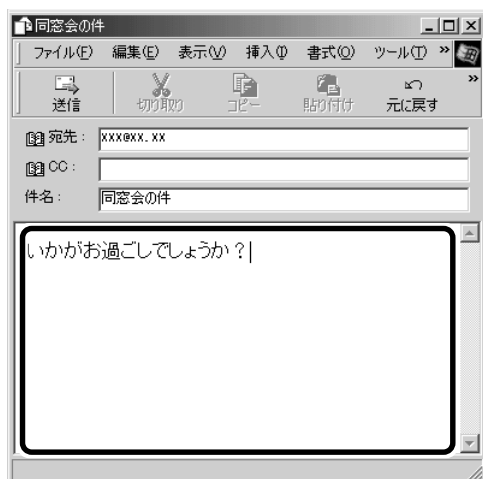 同窓会の件
ファイル(F) 編集(E) 表示(V) 挿入(I) 書式(O) ツール(T) »
送信 切り取り コピー 貼り付け 元に戻す »
宛先: xxx@xx.xx
CC:
件名: 同窓会の件
いかがお過ごしでしょうか?